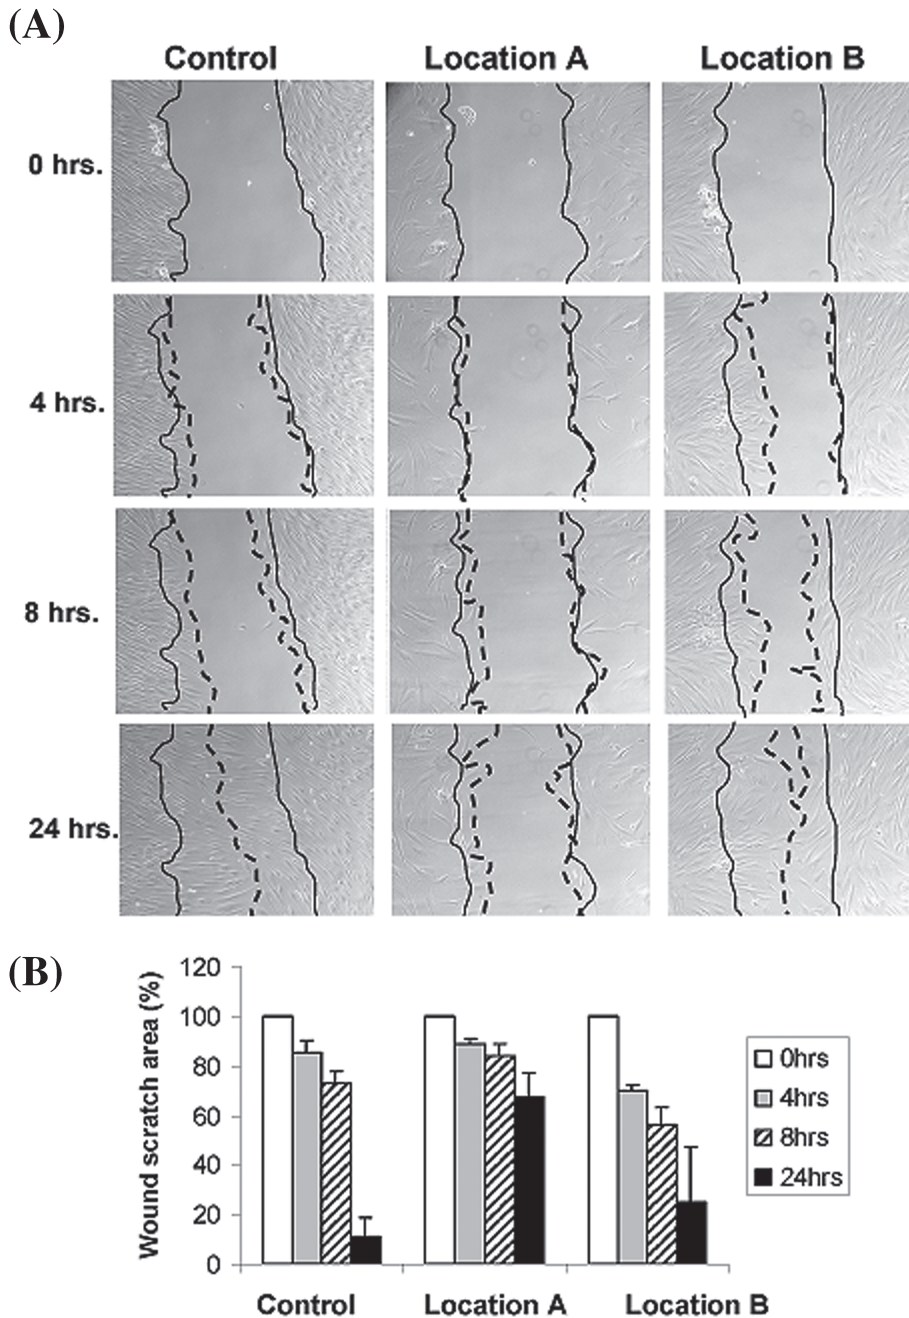 (A)
Control Location A Location B
0 hrs.
4 hrs.
8 hrs.
24 hrs.
(B)
Wound scratch area (%)
120
100
80
60
40
20
0
Control Location A Location B
0hrs
4hrs
8hrs
24hrs